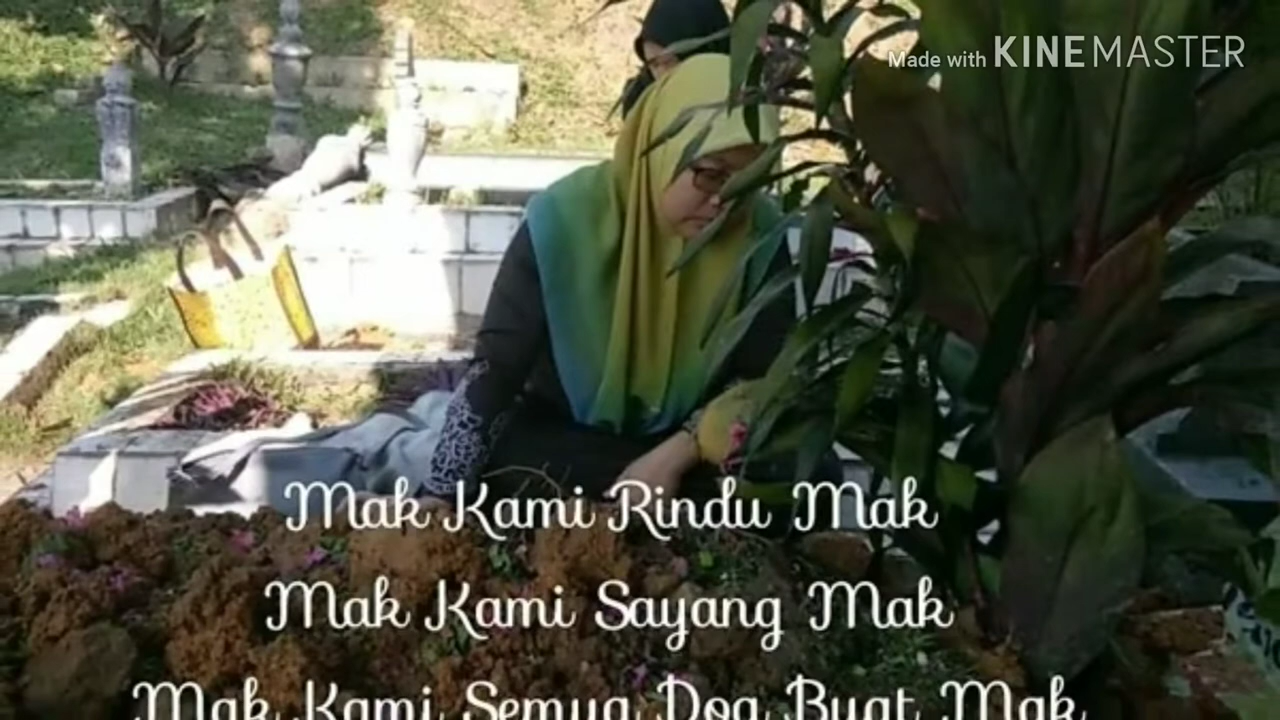 Made with KINEMASTER
Mak Kami Rindu Mak
Mak Kami Sayang Mak
Mak Kami Semua Doa Buat Mak